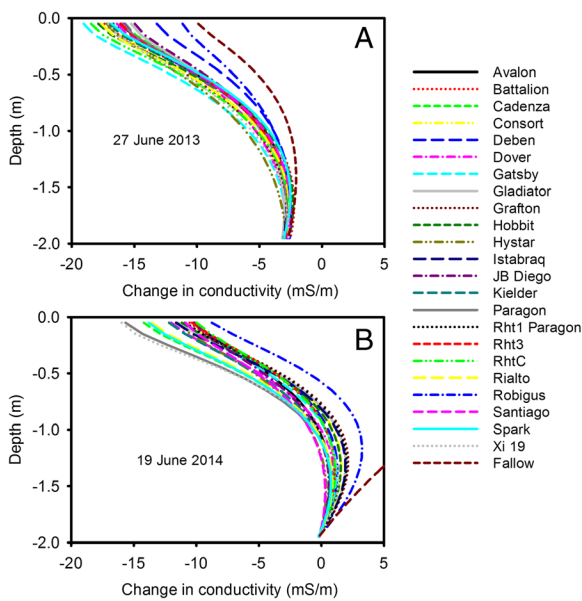 A
0.0
-0.5
-1.0
-1.5
-2.0
Depth (m)
27 June 2013
-20 -15 -10 -5 0 5
Change in conductivity (mS/m)
B
0.0
-0.5
-1.0
-1.5
-2.0
Depth (m)
19 June 2014
-20 -15 -10 -5 0 5
Change in conductivity (mS/m)
Avalon
Battalion
Cadenza
Consort
Deben
Dover
Gatsby
Gladiator
Grafton
Hobbit
Hystar
Istabraq
JB Diego
Kielder
Paragon
Rht1 Paragon
Rht3
RhtC
Rialto
Robigus
Santiago
Spark
Xi 19
Fallow